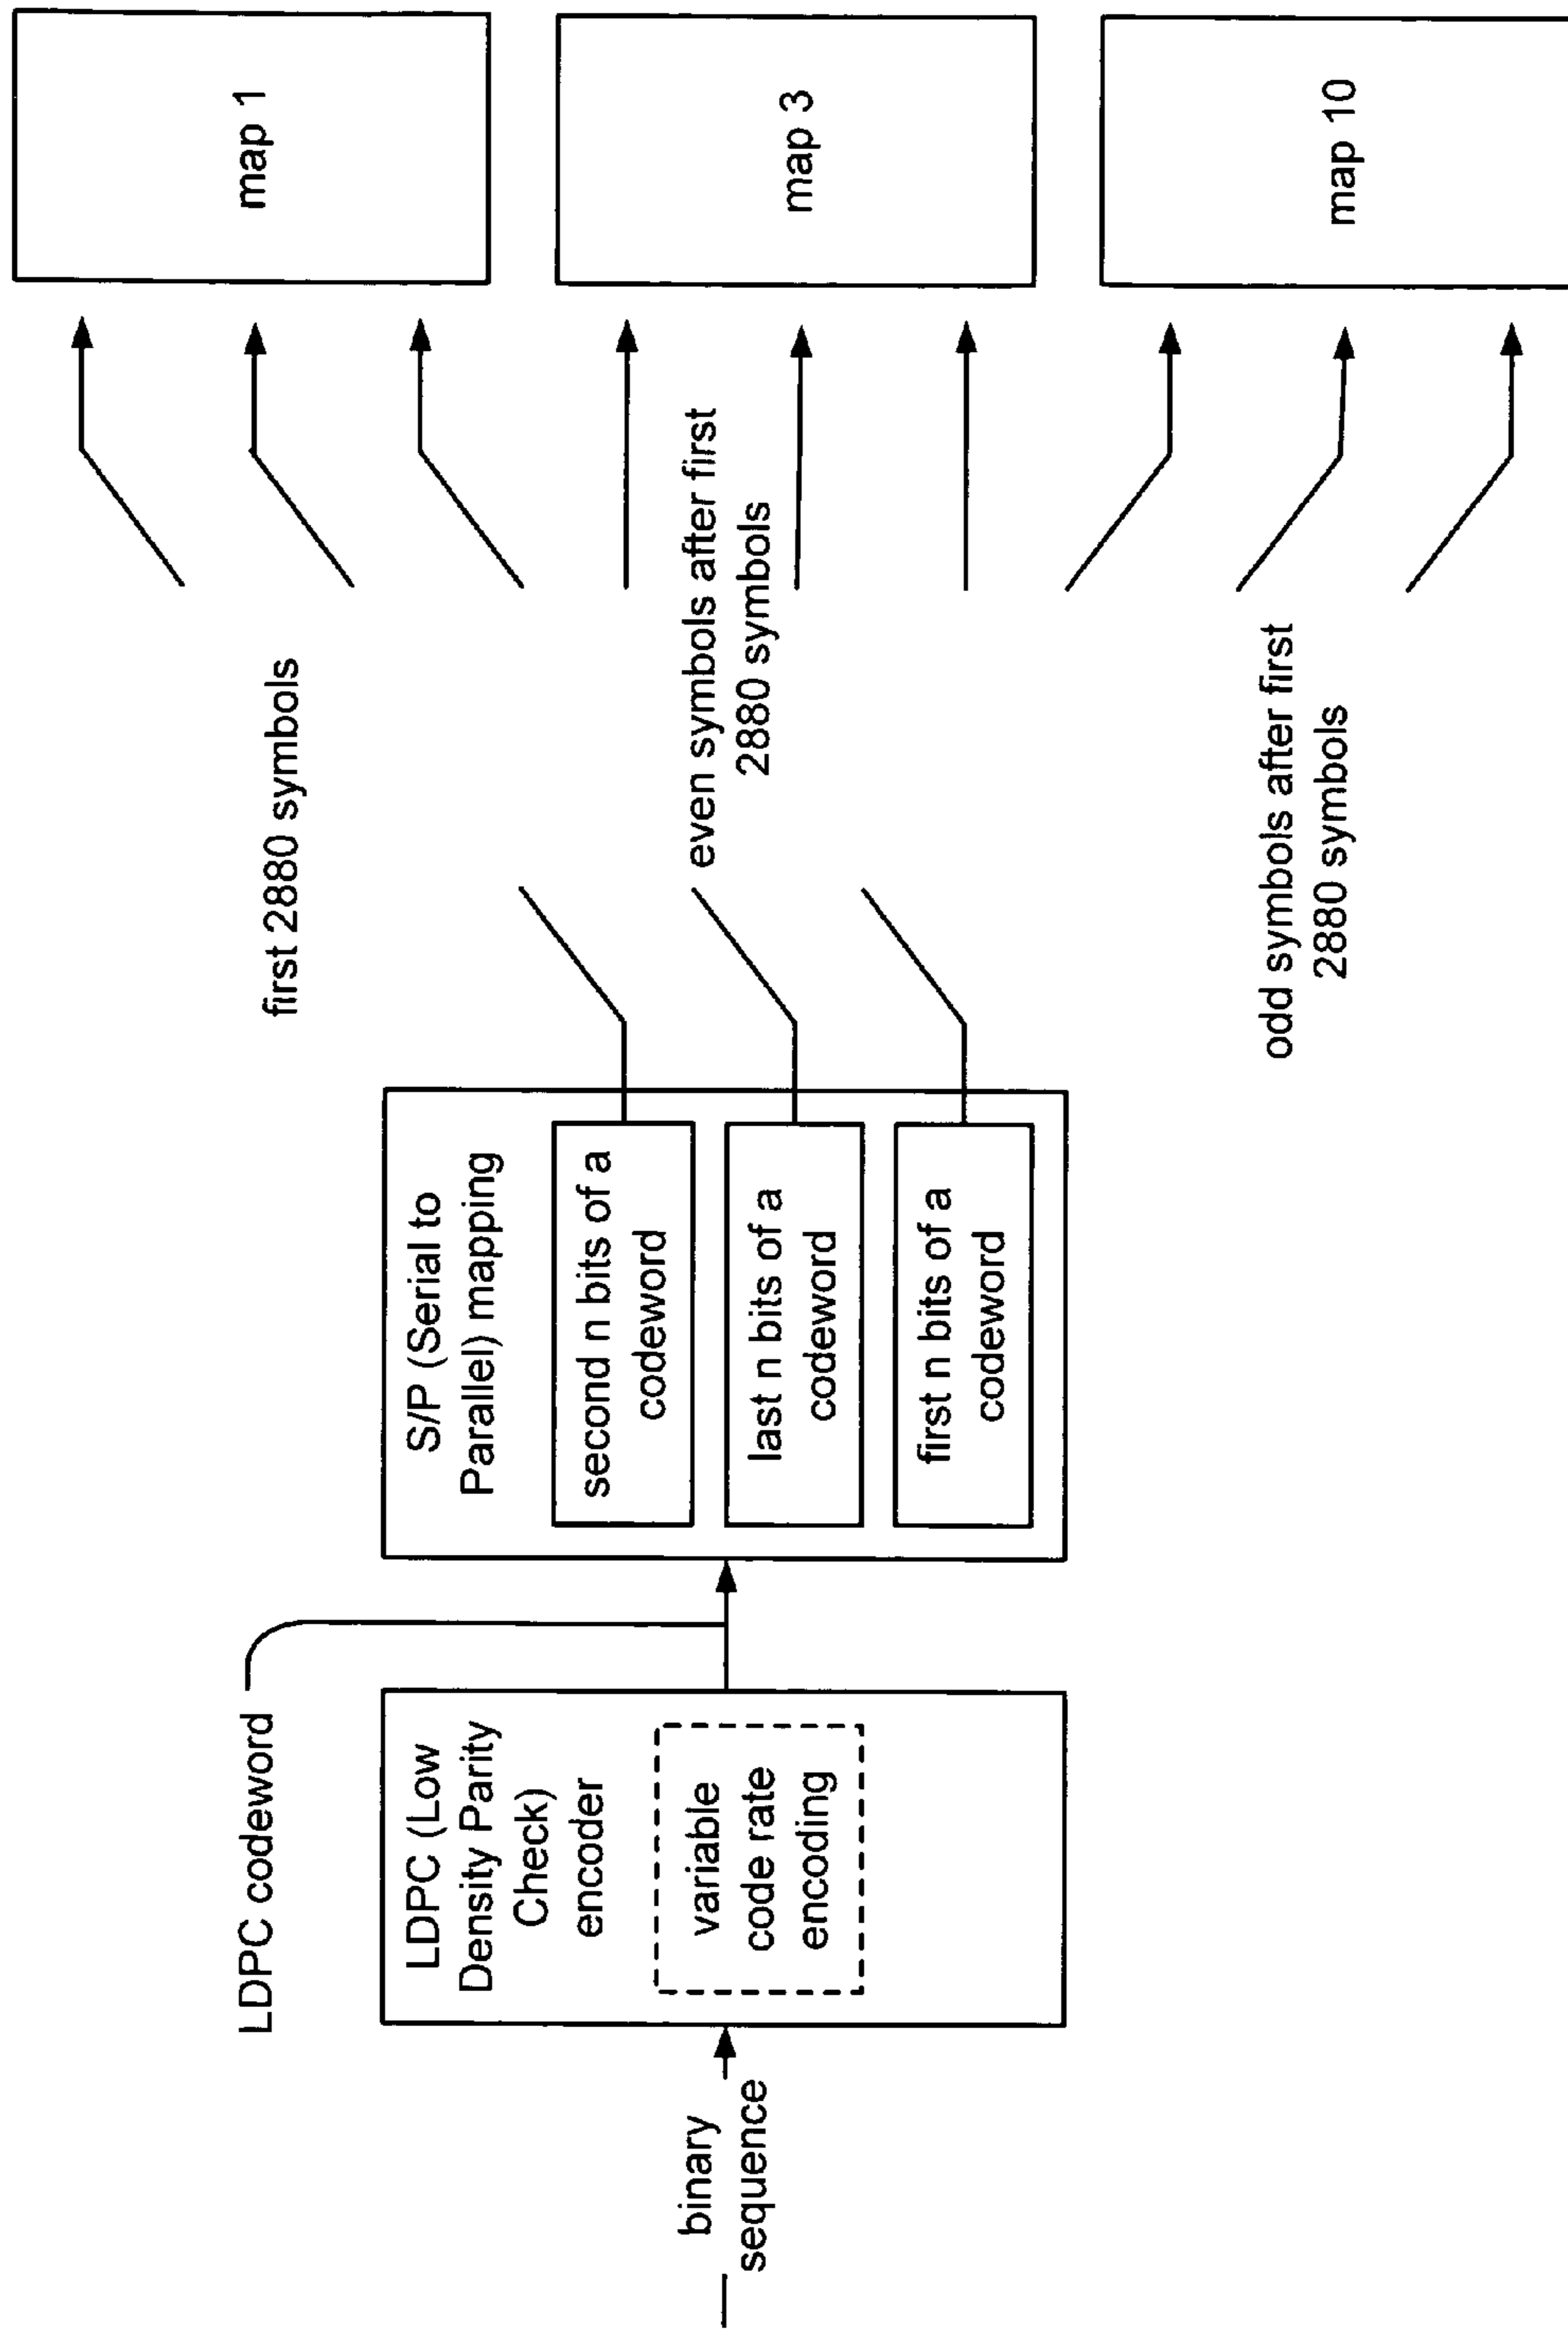 binary
sequence
LDPC codeword
LDPC (Low
Density Parity
Check)
encoder
variable
code rate
encoding
S/P (Serial to
Parallel) mapping
second n bits of a
codeword
last n bits of a
codeword
first n bits of a
codeword
first 2880 symbols
even symbols after first
2880 symbols
odd symbols after first
2880 symbols
map 1
map 3
map 10